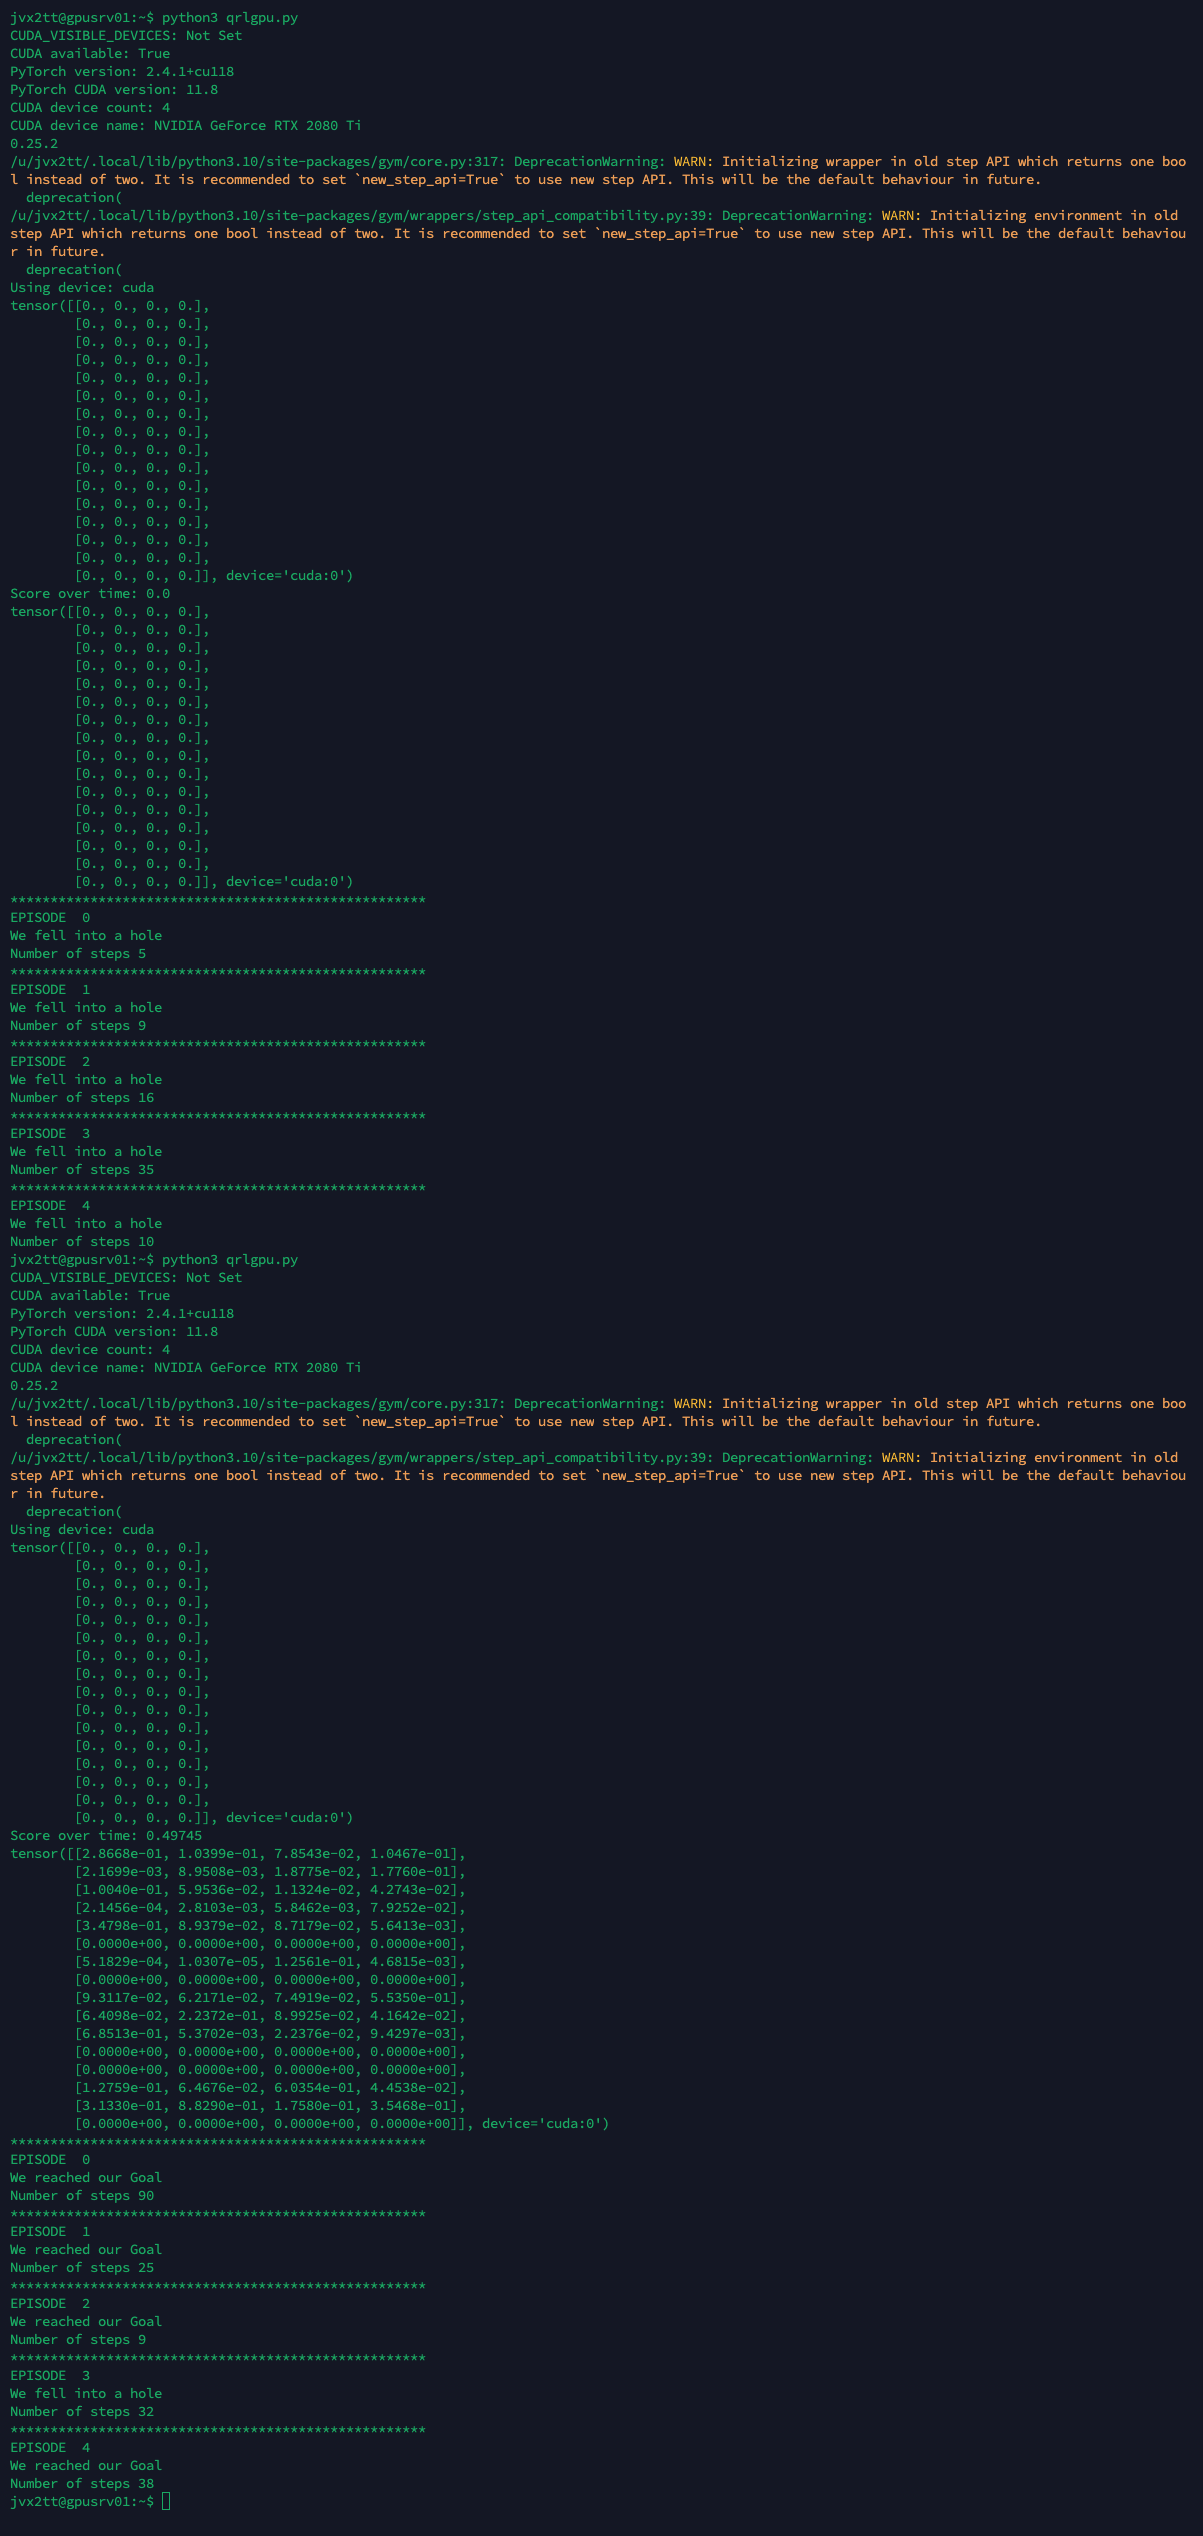 jvx2tt@gpusrv01:~$ python3 qrlgpu.py
CUDA_VISIBLE_DEVICES: Not Set
CUDA available: True
PyTorch version: 2.4.1+cu118
PyTorch CUDA version: 11.8
CUDA device count: 4
CUDA device name: NVIDIA GeForce RTX 2080 Ti
0.25.2
/u/jvx2tt/.local/lib/python3.10/site-packages/gym/core.py:317: DeprecationWarning: WARN: Initializing wrapper in old step API which returns one boo
l instead of two. It is recommended to set `new_step_api=True` to use new step API. This will be the default behaviour in future.
  deprecation(
/u/jvx2tt/.local/lib/python3.10/site-packages/gym/wrappers/step_api_compatibility.py:39: DeprecationWarning: WARN: Initializing environment in old
step API which returns one bool instead of two. It is recommended to set `new_step_api=True` to use new step API. This will be the default behaviou
r in future.
  deprecation(
Using device: cuda
tensor([[0., 0., 0., 0.],
        [0., 0., 0., 0.],
        [0., 0., 0., 0.],
        [0., 0., 0., 0.],
        [0., 0., 0., 0.],
        [0., 0., 0., 0.],
        [0., 0., 0., 0.],
        [0., 0., 0., 0.],
        [0., 0., 0., 0.],
        [0., 0., 0., 0.],
        [0., 0., 0., 0.],
        [0., 0., 0., 0.],
        [0., 0., 0., 0.],
        [0., 0., 0., 0.],
        [0., 0., 0., 0.],
        [0., 0., 0., 0.]], device='cuda:0')
Score over time: 0.0
tensor([[0., 0., 0., 0.],
        [0., 0., 0., 0.],
        [0., 0., 0., 0.],
        [0., 0., 0., 0.],
        [0., 0., 0., 0.],
        [0., 0., 0., 0.],
        [0., 0., 0., 0.],
        [0., 0., 0., 0.],
        [0., 0., 0., 0.],
        [0., 0., 0., 0.],
        [0., 0., 0., 0.],
        [0., 0., 0., 0.],
        [0., 0., 0., 0.],
        [0., 0., 0., 0.],
        [0., 0., 0., 0.],
        [0., 0., 0., 0.]], device='cuda:0')
****************************************************
EPISODE  0
We fell into a hole
Number of steps 5
****************************************************
EPISODE  1
We fell into a hole
Number of steps 9
****************************************************
EPISODE  2
We fell into a hole
Number of steps 16
****************************************************
EPISODE  3
We fell into a hole
Number of steps 35
****************************************************
EPISODE  4
We fell into a hole
Number of steps 10
jvx2tt@gpusrv01:~$ python3 qrlgpu.py
CUDA_VISIBLE_DEVICES: Not Set
CUDA available: True
PyTorch version: 2.4.1+cu118
PyTorch CUDA version: 11.8
CUDA device count: 4
CUDA device name: NVIDIA GeForce RTX 2080 Ti
0.25.2
/u/jvx2tt/.local/lib/python3.10/site-packages/gym/core.py:317: DeprecationWarning: WARN: Initializing wrapper in old step API which returns one boo
l instead of two. It is recommended to set `new_step_api=True` to use new step API. This will be the default behaviour in future.
  deprecation(
/u/jvx2tt/.local/lib/python3.10/site-packages/gym/wrappers/step_api_compatibility.py:39: DeprecationWarning: WARN: Initializing environment in old
step API which returns one bool instead of two. It is recommended to set `new_step_api=True` to use new step API. This will be the default behaviou
r in future.
  deprecation(
Using device: cuda
tensor([[0., 0., 0., 0.],
        [0., 0., 0., 0.],
        [0., 0., 0., 0.],
        [0., 0., 0., 0.],
        [0., 0., 0., 0.],
        [0., 0., 0., 0.],
        [0., 0., 0., 0.],
        [0., 0., 0., 0.],
        [0., 0., 0., 0.],
        [0., 0., 0., 0.],
        [0., 0., 0., 0.],
        [0., 0., 0., 0.],
        [0., 0., 0., 0.],
        [0., 0., 0., 0.],
        [0., 0., 0., 0.],
        [0., 0., 0., 0.]], device='cuda:0')
Score over time: 0.49745
tensor([[2.8668e-01, 1.0399e-01, 7.8543e-02, 1.0467e-01],
        [2.1699e-03, 8.9508e-03, 1.8775e-02, 1.7760e-01],
        [1.0040e-01, 5.9536e-02, 1.1324e-02, 4.2743e-02],
        [2.1456e-04, 2.8103e-03, 5.8462e-03, 7.9252e-02],
        [3.4798e-01, 8.9379e-02, 8.7179e-02, 5.6413e-03],
        [0.0000e+00, 0.0000e+00, 0.0000e+00, 0.0000e+00],
        [5.1829e-04, 1.0307e-05, 1.2561e-01, 4.6815e-03],
        [0.0000e+00, 0.0000e+00, 0.0000e+00, 0.0000e+00],
        [9.3117e-02, 6.2171e-02, 7.4919e-02, 5.5350e-01],
        [6.4098e-02, 2.2372e-01, 8.9925e-02, 4.1642e-02],
        [6.8513e-01, 5.3702e-03, 2.2376e-02, 9.4297e-03],
        [0.0000e+00, 0.0000e+00, 0.0000e+00, 0.0000e+00],
        [0.0000e+00, 0.0000e+00, 0.0000e+00, 0.0000e+00],
        [1.2759e-01, 6.4676e-02, 6.0354e-01, 4.4538e-02],
        [3.1330e-01, 8.8290e-01, 1.7580e-01, 3.5468e-01],
        [0.0000e+00, 0.0000e+00, 0.0000e+00, 0.0000e+00]], device='cuda:0')
****************************************************
EPISODE  0
We reached our Goal
Number of steps 90
****************************************************
EPISODE  1
We reached our Goal
Number of steps 25
****************************************************
EPISODE  2
We reached our Goal
Number of steps 9
****************************************************
EPISODE  3
We fell into a hole
Number of steps 32
****************************************************
EPISODE  4
We reached our Goal
Number of steps 38
jvx2tt@gpusrv01:~$